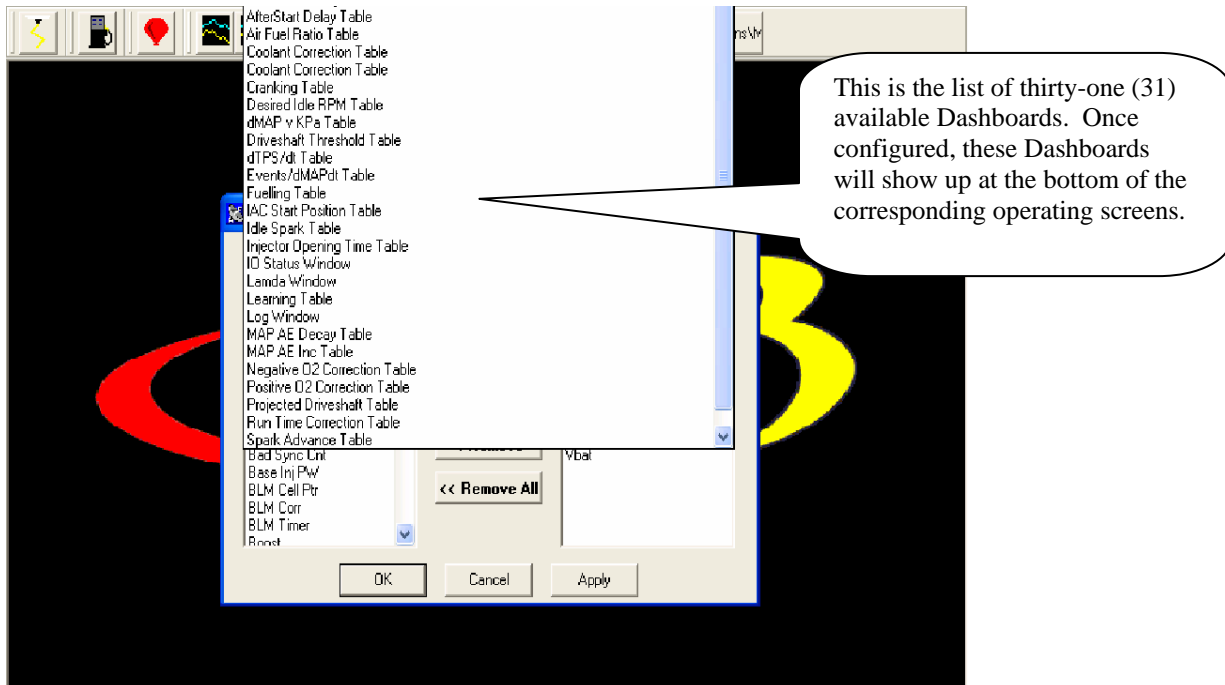 AfterStart Delay Table
Air Fuel Ratio Table
Coolant Correction Table
Coolant Correction Table
Cranking Table
Desired Idle RPM Table
dMAP v KPa Table
Driveshaft Threshold Table
dTPS/dt Table
Events/dMAPdt Table
Fuelling Table
IAC Start Position Table
Idle Spark Table
Injector Opening Time Table
IO Status Window
Lamda Window
Learning Table
Log Window
MAP AE Decay Table
MAP AE Inc Table
Negative O2 Correction Table
Positive O2 Correction Table
Projected Driveshaft Table
Run Time Correction Table
Spark Advance Table
Bad Sync Cnt
Base Inj PW
BLM Cell Ptr
BLM Corr
BLM Timer
Boost
<< Remove All
Vbat
OK
Cancel
Apply
This is the list of thirty-one (31)
available Dashboards. Once
configured, these Dashboards
will show up at the bottom of the
corresponding operating screens.